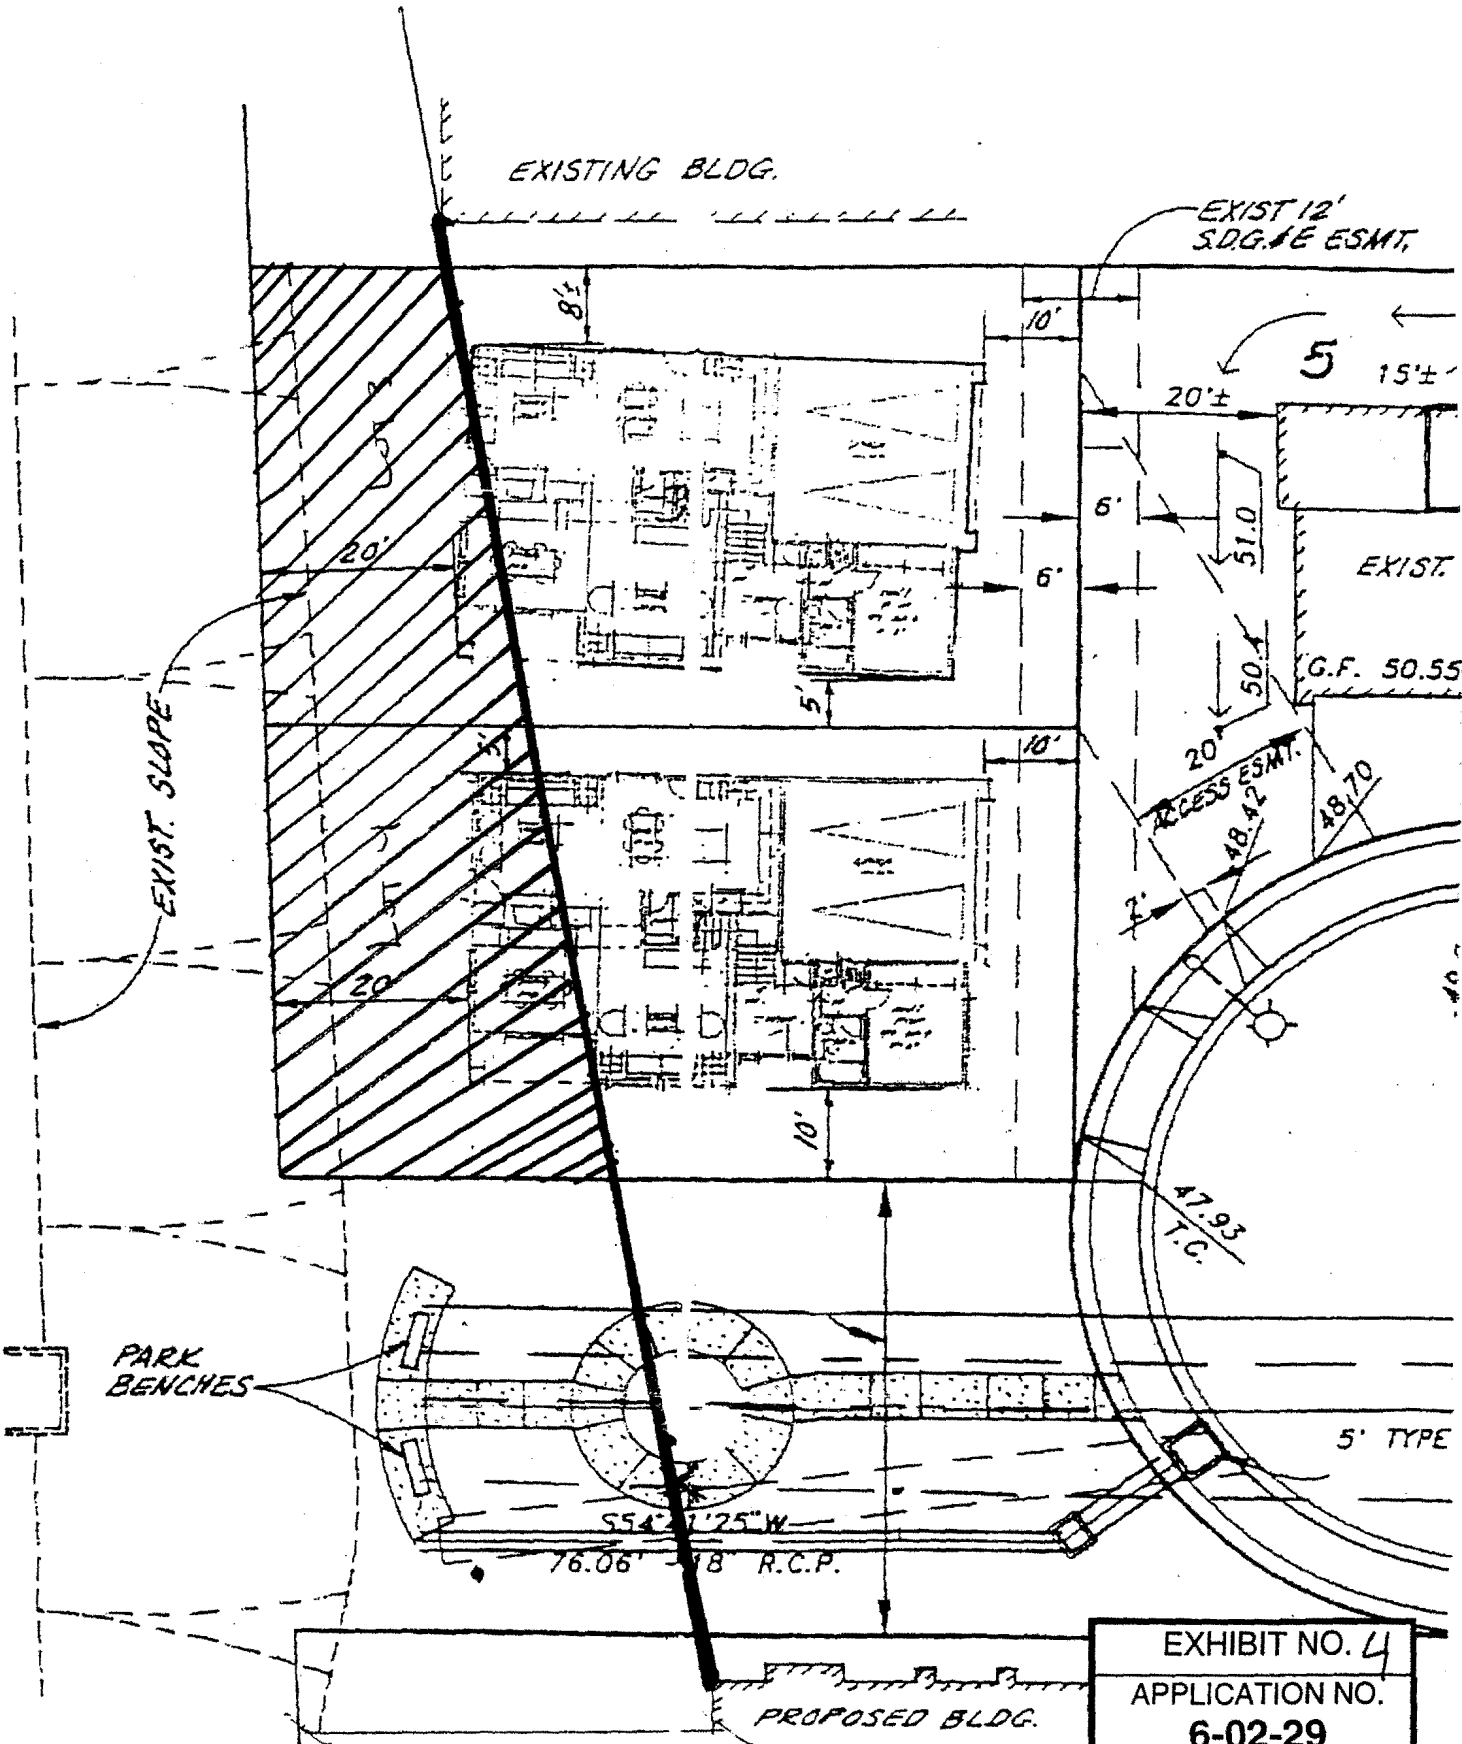 EXISTING BLDG.
EXIST 12'
S.D.G.&E ESMT,
8'±
10'
5
15'±
20'±
6'
51.0
20'
6'
EXIST.
50.4
G.F. 50.55
5'
5'
10'
20'
ACCESS ESMT.
48.42
48.70
EXIST. SLOPE
2'
20'
10'
47.93
T.C.
PARK
BENCHES
5' TYPE
76.06' - 18" R.C.P.
PROPOSED BLDG.
EXHIBIT NO. 4
APPLICATION NO.
6-02-29